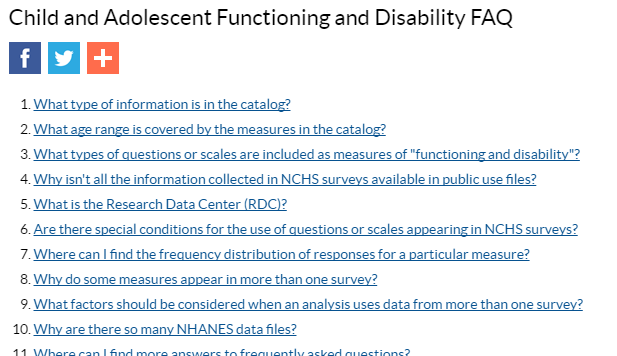 Child and Adolescent Functioning and Disability FAQ
1. What type of information is in the catalog?
2. What age range is covered by the measures in the catalog?
3. What types of questions or scales are included as measures of "functioning and disability"?
4. Why isn't all the information collected in NCHS surveys available in public use files?
5. What is the Research Data Center (RDC)?
6. Are there special conditions for the use of questions or scales appearing in NCHS surveys?
7. Where can I find the frequency distribution of responses for a particular measure?
8. Why do some measures appear in more than one survey?
9. What factors should be considered when an analysis uses data from more than one survey?
10. Why are there so many NHANES data files?
11. Where can I find more answers to frequently asked questions?